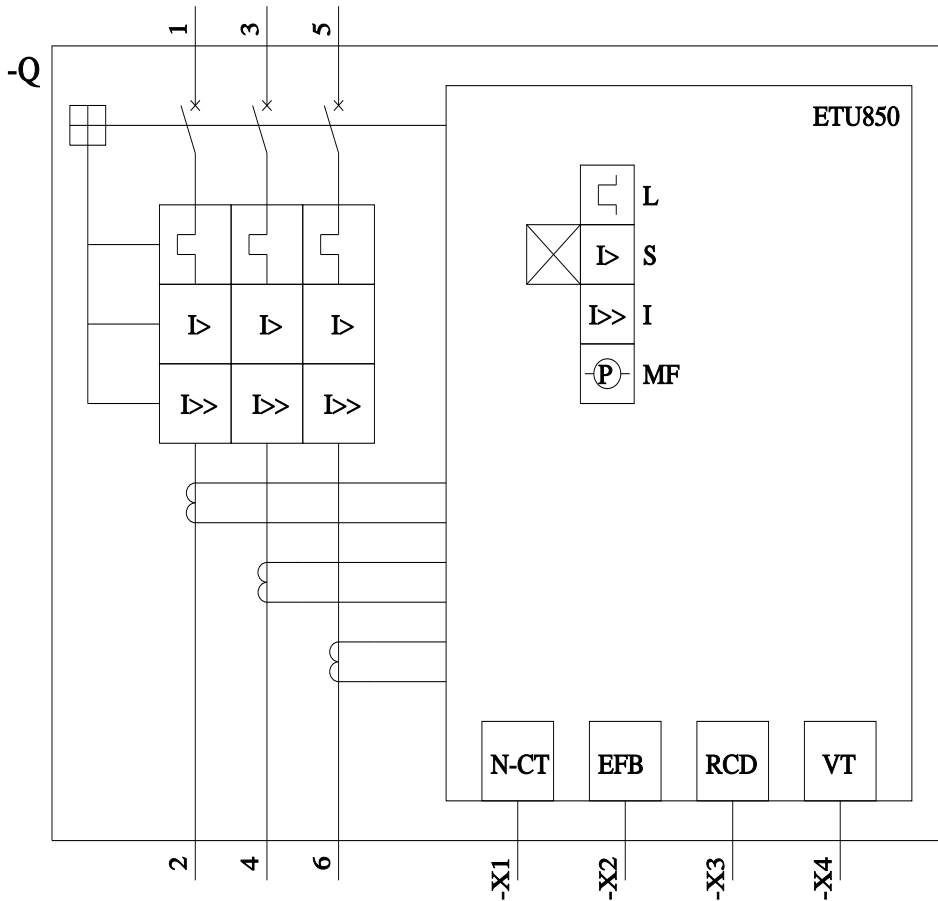 1 3 5
-Q
ETU850
L
I> S
I>> I
P MF
I> I> I>
I>> I>> I>>
N-CT EFB RCD VT
2 4 6 -X1 -X2 -X3 -X4